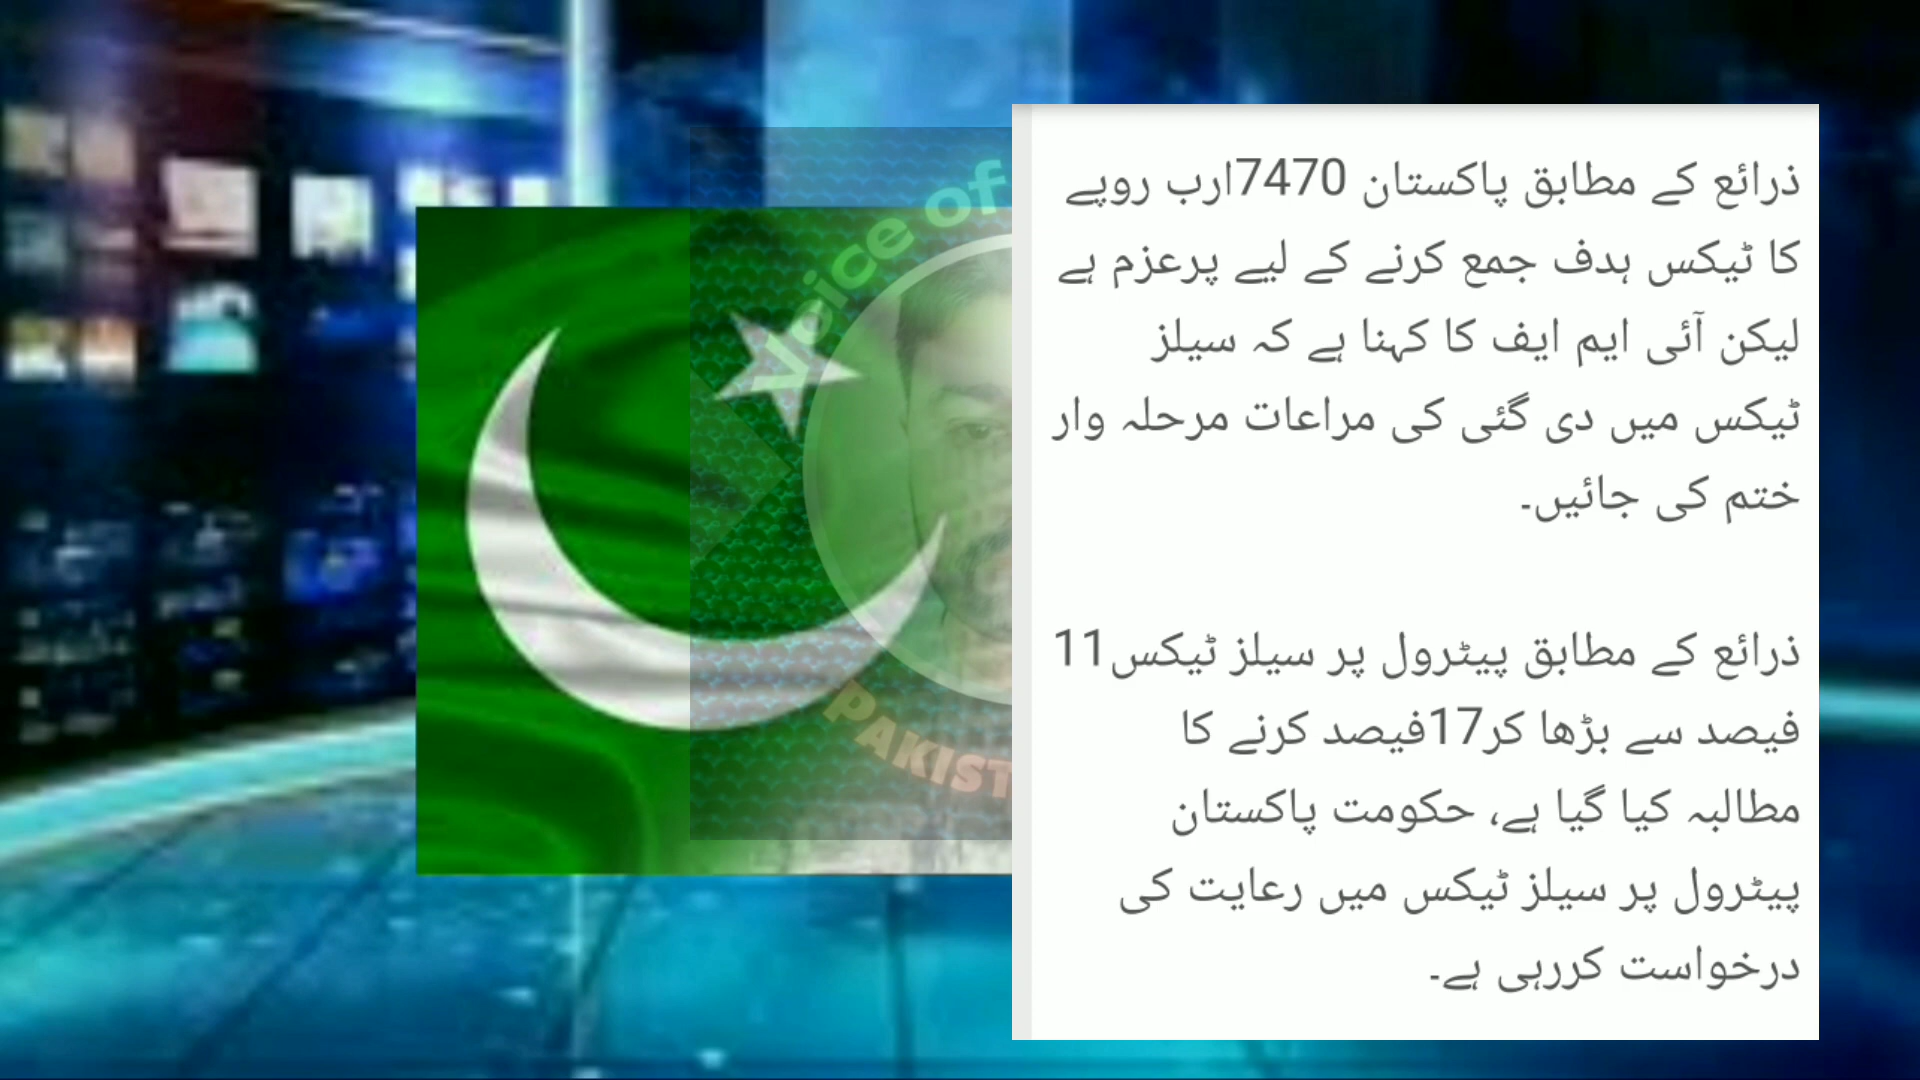 Voice of
PAKIST
ذرائع کے مطابق پاکستان 7470ارب روپے
کا ٹیکس ہدف جمع کرنے کے لیے پرعزم ہے
لیکن آئی ایم ایف کا کہنا ہے کہ سیلز
ٹیکس میں دی گئی کی مراعات مرحلہ وار
ختم کی جائیں۔
ذرائع کے مطابق پیٹرول پر سیلز ٹیکس11
فیصد سے بڑھا کر17فیصد کرنے کا
مطالبہ کیا گیا ہے، حکومت پاکستان
پیٹرول پر سیلز ٹیکس میں رعایت کی
درخواست کررہی ہے۔